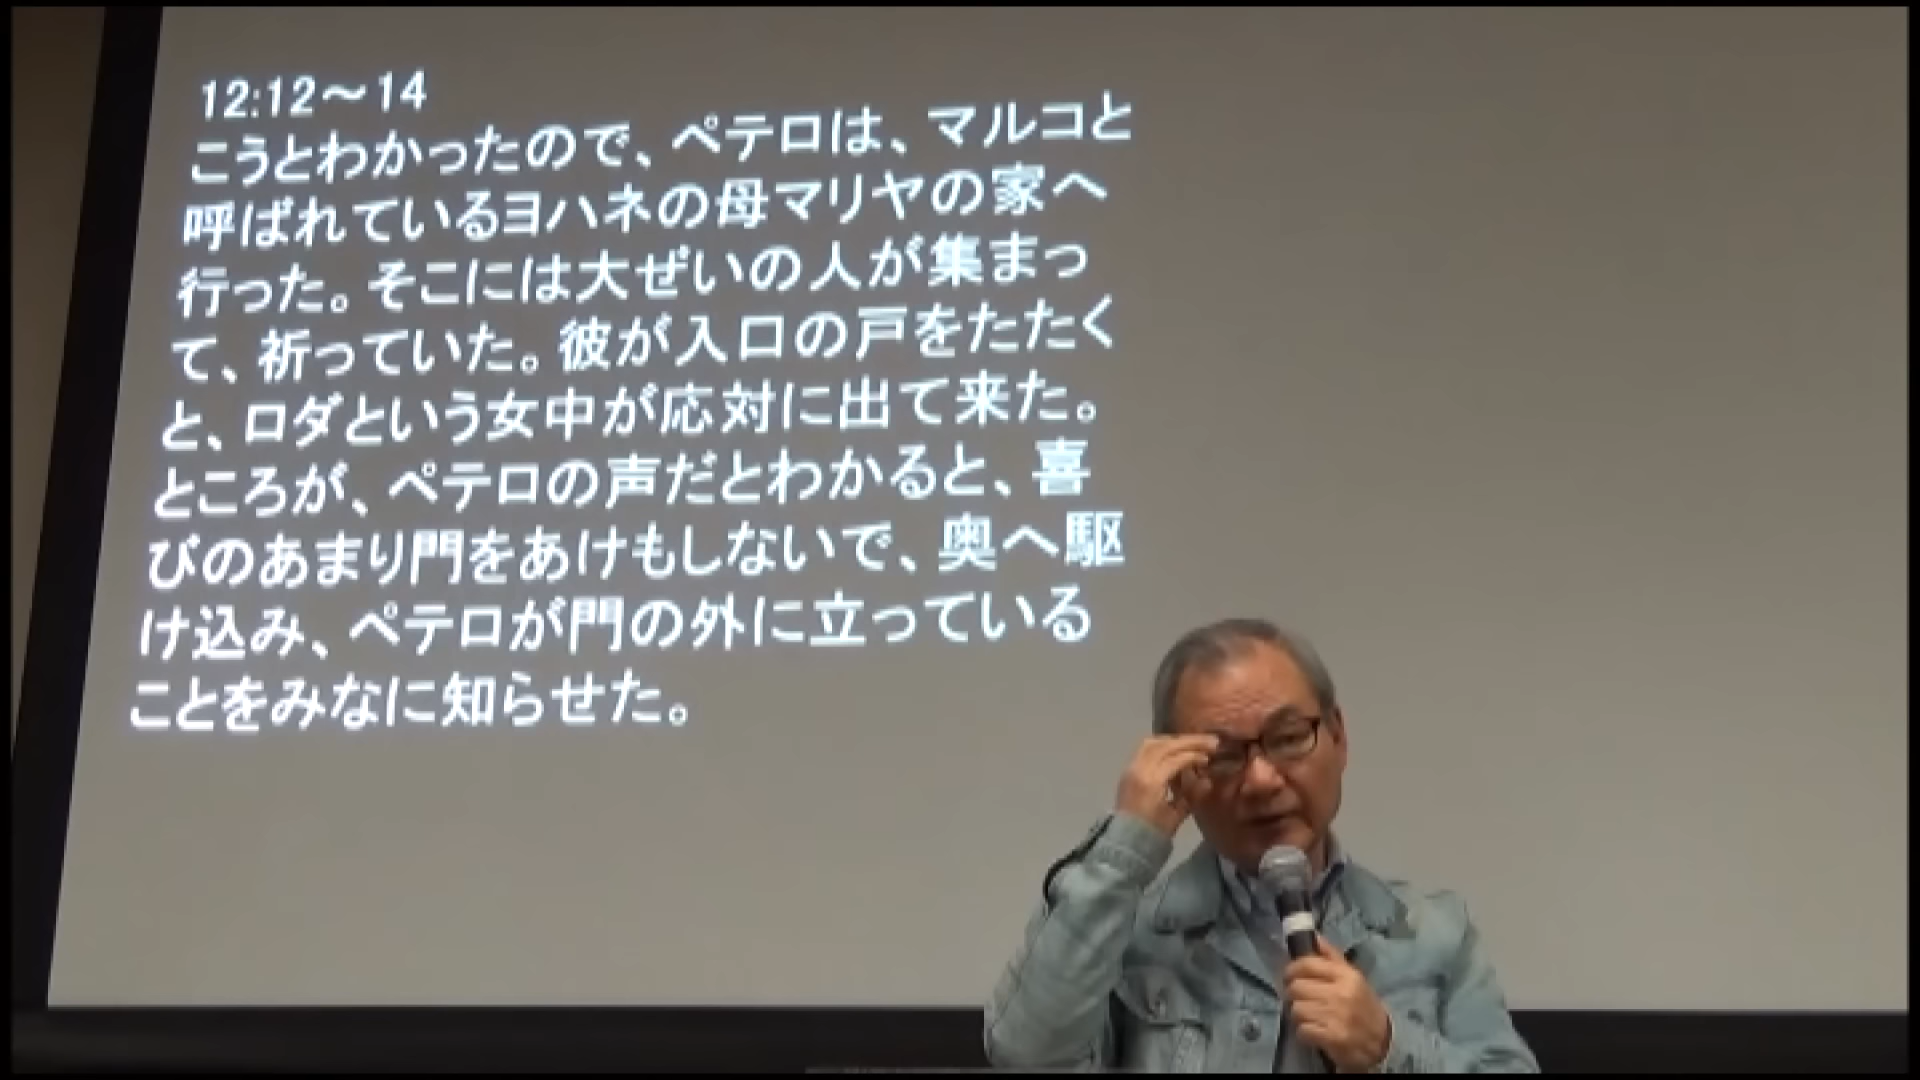 12:12～14
こうとわかったので、ペテロは、マルコと
呼ばれているヨハネの母マリヤの家へ
行った。そこには大ぜいの人が集まっ
て、祈っていた。彼が入口の戸をたたく
と、ロダという女中が応対に出て来た。
ところが、ペテロの声だとわかると、喜
びのあまり門をあけもしないで、奥へ駆
け込み、ペテロが門の外に立っている
ことをみなに知らせた。